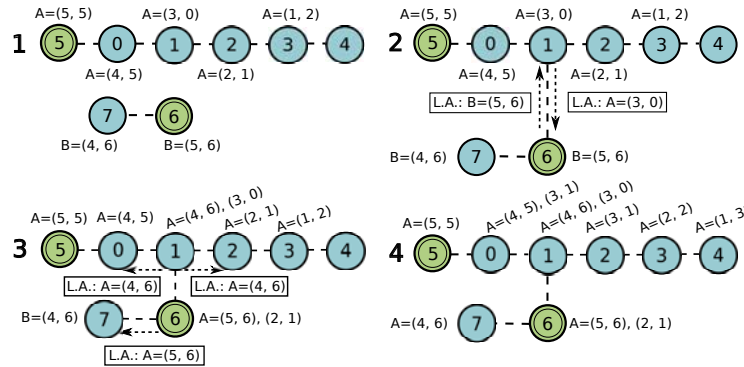 A=(5, 5) A=(3, 0) A=(1, 2)
1 5 0 1 2 3 4
A=(4, 5) A=(2, 1)
7 6
B=(4, 6) B=(5, 6)
A=(5, 5) A=(3, 0) A=(1, 2)
2 5 0 1 2 3 4
A=(4, 5) A=(2, 1)
L.A.: B=(5, 6) L.A.: A=(3, 0)
B=(4, 6) 7 6 B=(5, 6)
A=(5, 5) A=(4, 5) A=(4, 6), (3, 0) A=(2, 1) A=(1, 2)
3 5 0 1 2 3 4
L.A.: A=(4, 6) L.A.: A=(4, 6)
B=(4, 6) 7 6 A=(5, 6), (2, 1)
L.A.: A=(5, 6)
A=(5, 5) A=(4, 5), (3, 1) A=(4, 6), (3, 0) A=(3, 1) A=(2, 2) A=(1, 3
4 5 0 1 2 3 4
A=(4, 6) 7 6 A=(5, 6), (2, 1)